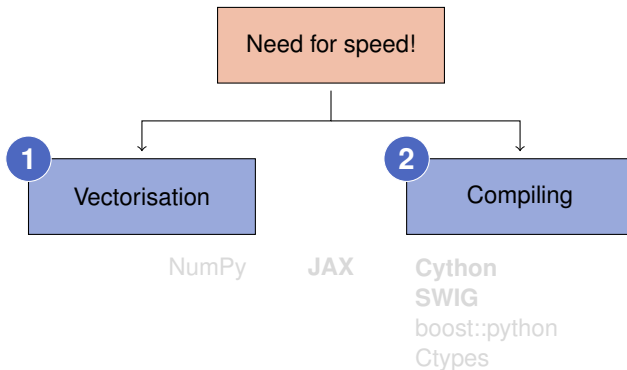 Need for speed!
1
Vectorisation
2
Compiling
NumPy JAX Cython
SWIG
boost::python
Ctypes